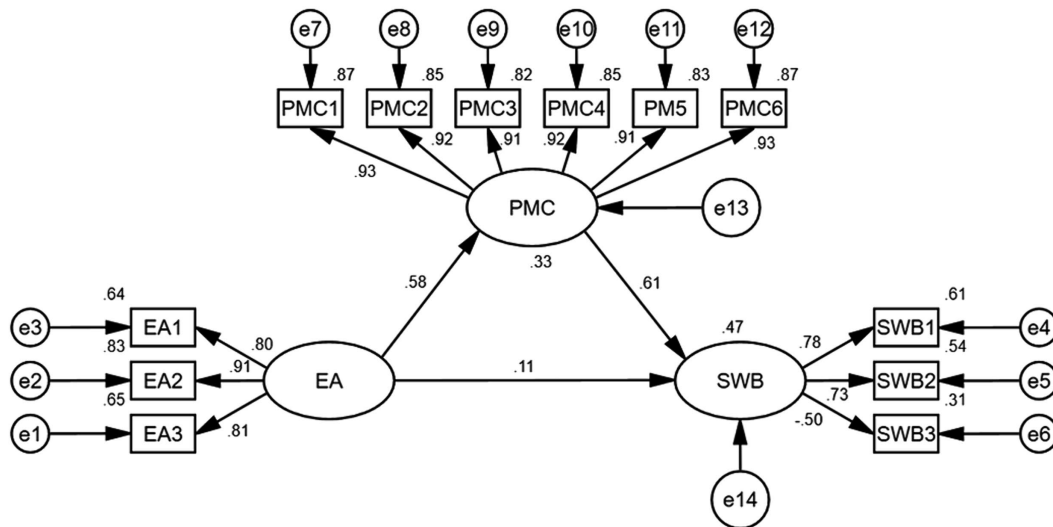 e7 e8 e9 e10 e11 e12
.87 .85 .82 .85 .83 .87
PMC1 PMC2 PMC3 PMC4 PM5 PMC6
.93 .92 .91 .92 .91 .93
PMC e13
.33
.58 .61
.64 .61
e3 EA1 .80 .47 .78 SWB1 e4
.83 .54
e2 EA2 .91 EA .11 SWB SWB2 e5
.65 .73 .31
e1 EA3 .81 -.50 SWB3 e6
e14